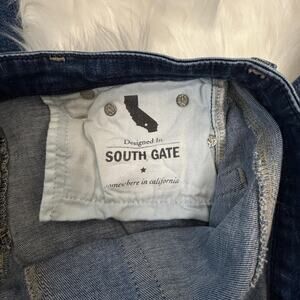 Designed In
SOUTH GATE
somewhere in california